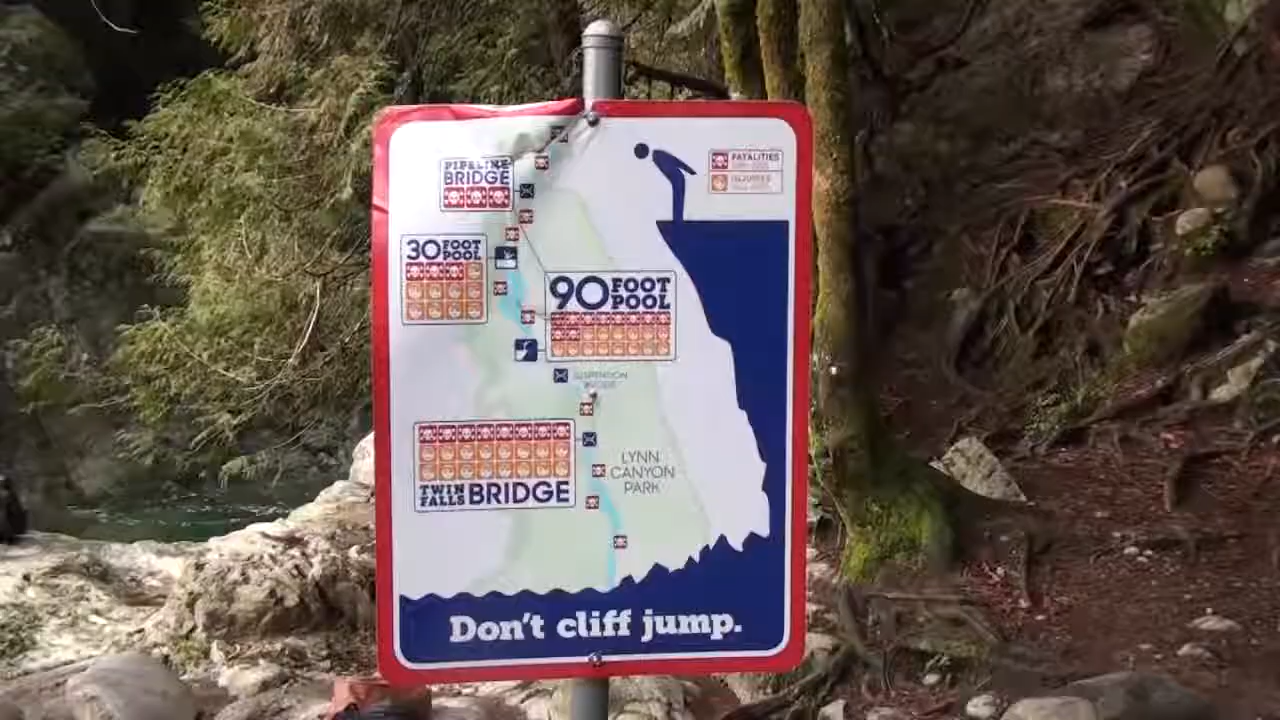 PIPELINE
BRIDGE
FATALITIES
INJURIES
30 FOOT
POOL
90 FOOT
POOL
SUSPENSION
BRIDGE
LYNN
CANYON
PARK
TWIN
FALLS BRIDGE
Don't cliff jump.